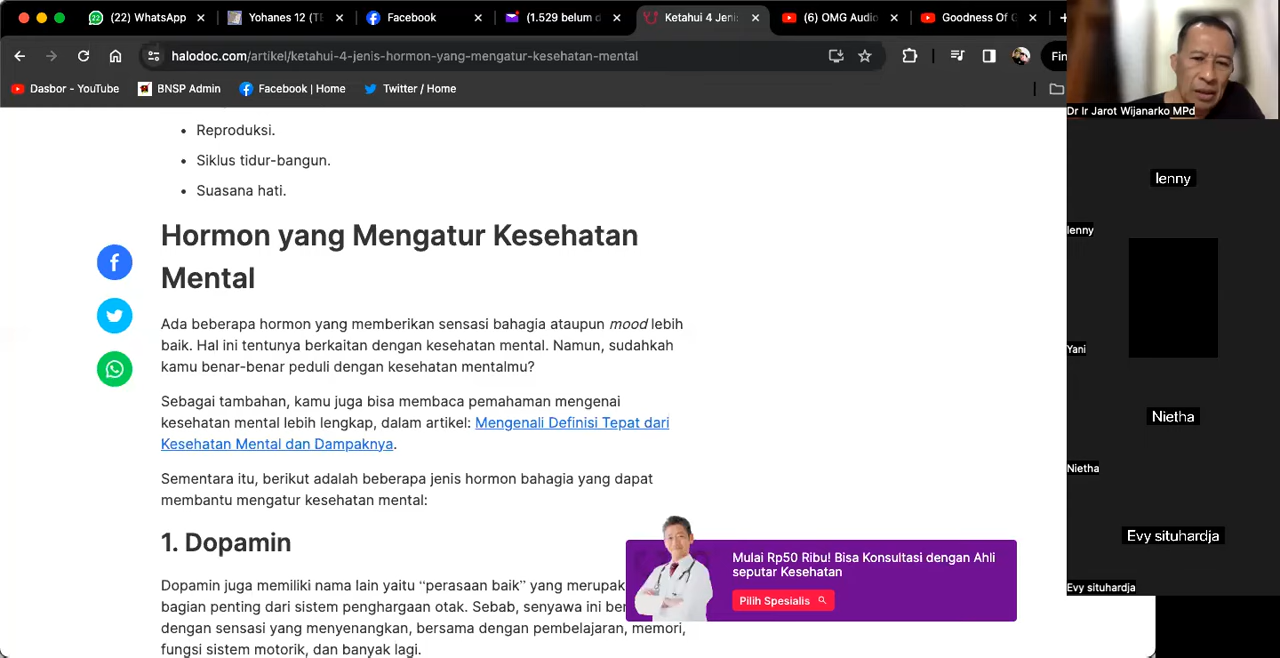 (22) WhatsApp
Yohanes 12 (TE
Facebook
(1.529 belum d
Ketahui 4 Jeni
(6) OMG Audio
Goodness Of G
halodoc.com/artikel/ketahui-4-jenis-hormon-yang-mengatur-kesehatan-mental
Fin
Dasbor - YouTube
BNSP Admin
Facebook | Home
Twitter / Home
Dr Ir Jarot Wijanarko MPd
• Reproduksi.
• Siklus tidur-bangun.
• Suasana hati.
Hormon yang Mengatur Kesehatan
Mental
Ada beberapa hormon yang memberikan sensasi bahagia ataupun mood lebih
baik. Hal ini tentunya berkaitan dengan kesehatan mental. Namun, sudahkah
kamu benar-benar peduli dengan kesehatan mentalmu?
Sebagai tambahan, kamu juga bisa membaca pemahaman mengenai
kesehatan mental lebih lengkap, dalam artikel: Mengenali Definisi Tepat dari
Kesehatan Mental dan Dampaknya.
Sementara itu, berikut adalah beberapa jenis hormon bahagia yang dapat
membantu mengatur kesehatan mental:
1. Dopamin
Dopamin juga memiliki nama lain yaitu “perasaan baik” yang merupak
bagian penting dari sistem penghargaan otak. Sebab, senyawa ini ber
dengan sensasi yang menyenangkan, bersama dengan pembelajaran, memori,
fungsi sistem motorik, dan banyak lagi.
Mulai Rp50 Ribu! Bisa Konsultasi dengan Ahli
seputar Kesehatan
Pilih Spesialis
lenny
lenny
Yani
Nietha
Nietha
Evy situhardja
Evy situhardja